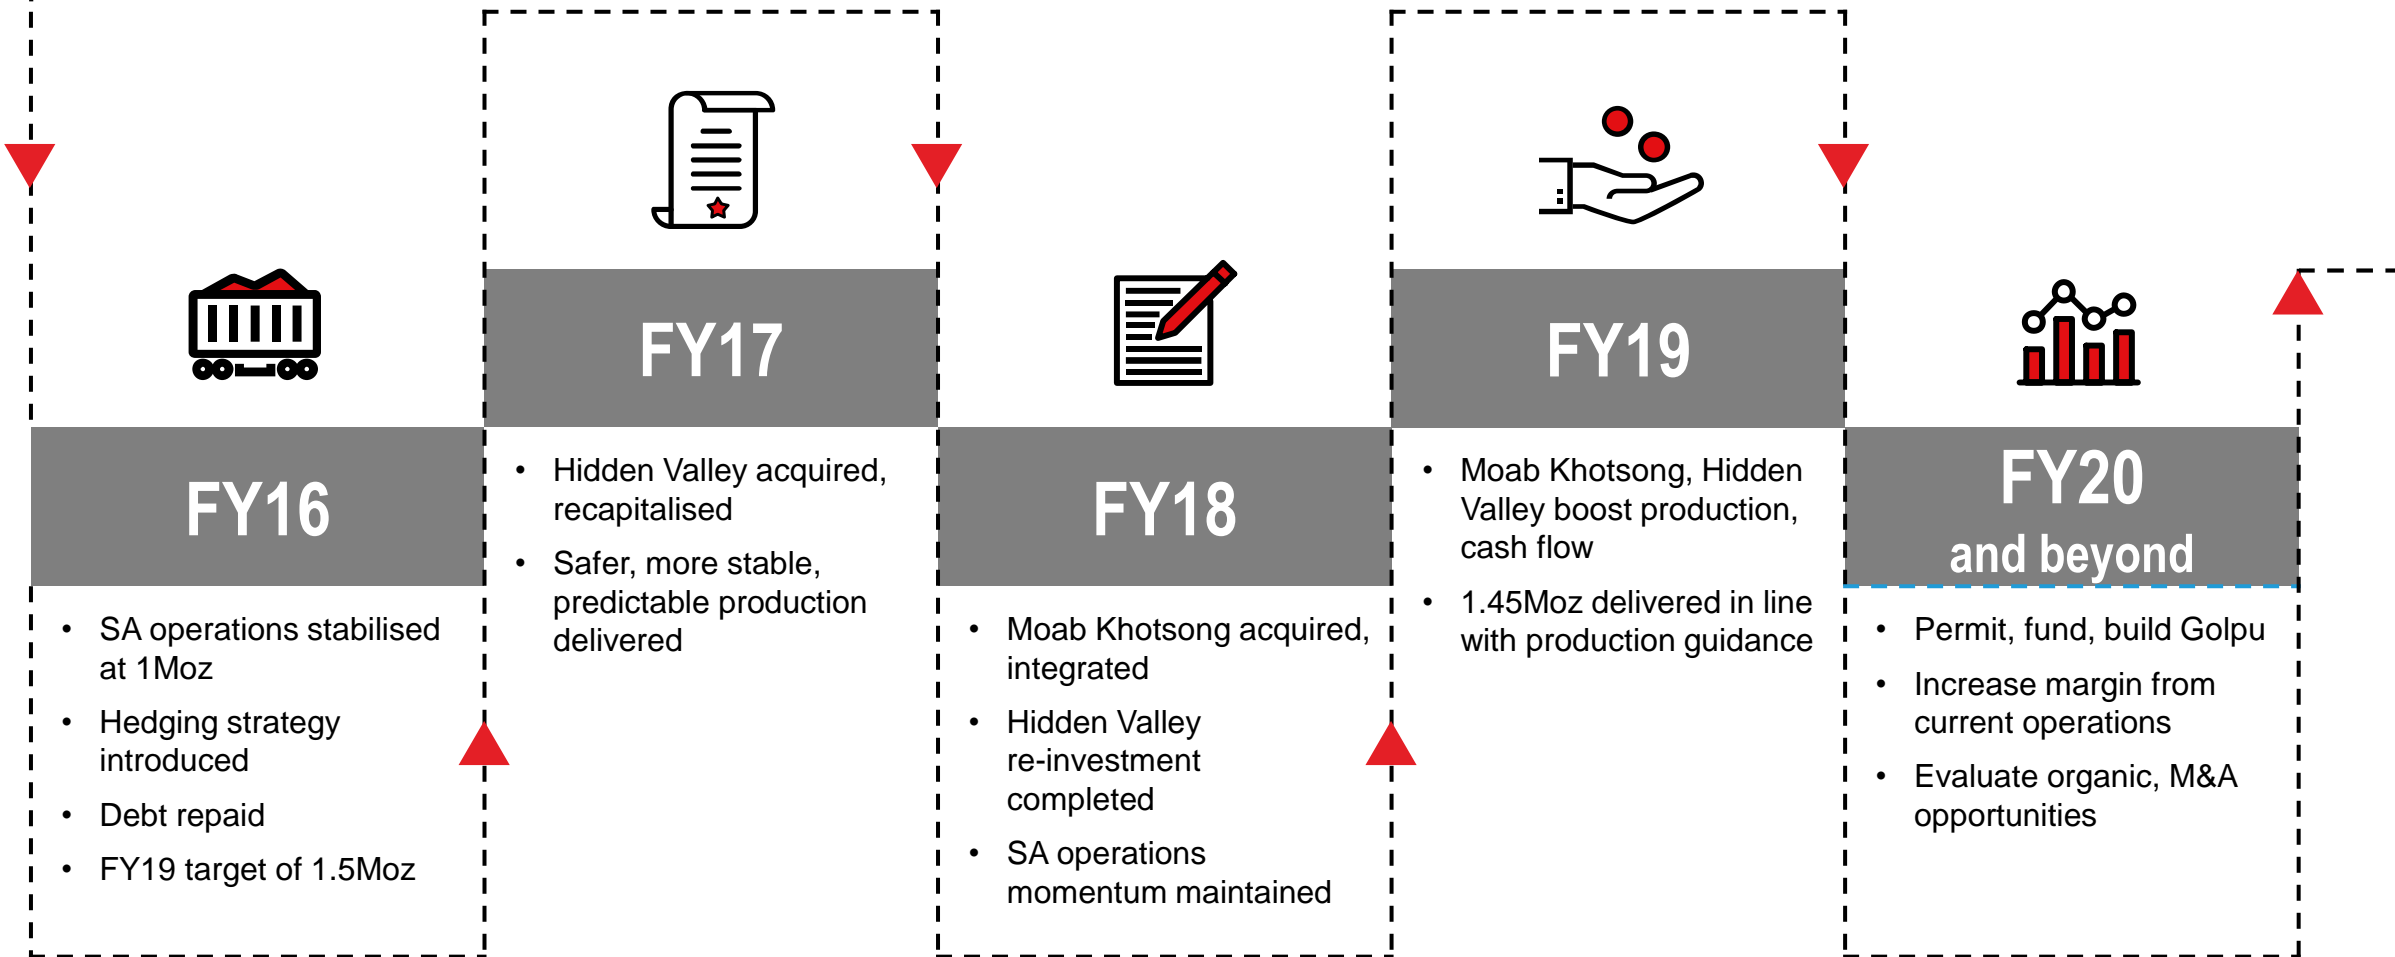 FY16
• SA operations stabilised
at 1Moz
• Hedging strategy
introduced
• Debt repaid
• FY19 target of 1.5Moz
FY17
• Hidden Valley acquired,
recapitalised
• Safer, more stable,
predictable production
delivered
FY18
• Moab Khotsong acquired,
integrated
• Hidden Valley
re-investment
completed
• SA operations
momentum maintained
FY19
• Moab Khotsong, Hidden
Valley boost production,
cash flow
• 1.45Moz delivered in line
with production guidance
FY20
and beyond
• Permit, fund, build Golpu
• Increase margin from
current operations
• Evaluate organic, M&A
opportunities